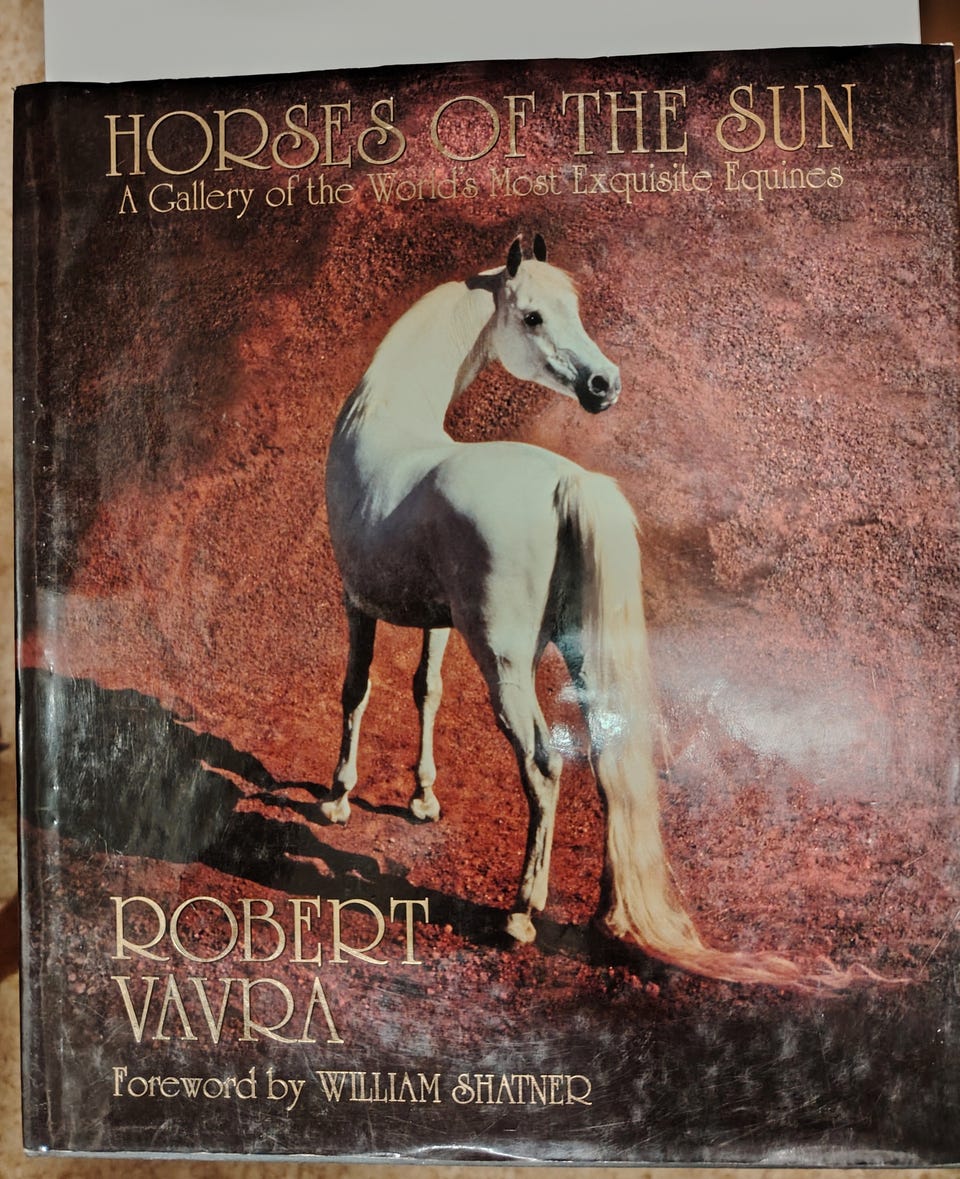 HORSES OF THE SUN
A Gallery of the World's Most Exquisite Equines
ROBERT
VAVRA
Foreword by WILLIAM SHATNER